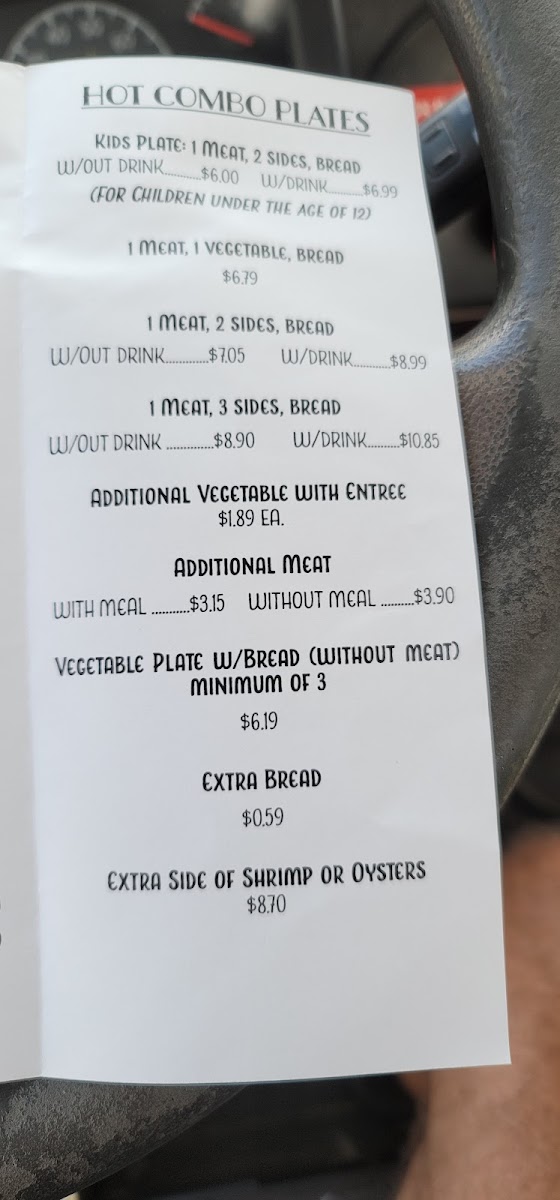 HOT COMBO PLATES
KIDS PLATE: 1 MEAT, 2 SIDES, BREAD
W/OUT DRINK..........$6.00 W/DRINK..........$6.99
(FOR CHILDREN UNDER THE AGE OF 12)
1 MEAT, 1 VEGETABLE, BREAD
$6.79
1 MEAT, 2 SIDES, BREAD
W/OUT DRINK............$7.05 W/DRINK...........$8.99
1 MEAT, 3 SIDES, BREAD
W/OUT DRINK .............$8.90 W/DRINK..........$10.85
ADDITIONAL VEGETABLE WITH ENTREE
$1.89 EA.
ADDITIONAL MEAT
WITH MEAL ...........$3.15 WITHOUT MEAL ..........$3.90
VEGETABLE PLATE W/BREAD (WITHOUT MEAT)
MINIMUM OF 3
$6.19
EXTRA BREAD
$0.59
EXTRA SIDE OF SHRIMP OR OYSTERS
$8.70